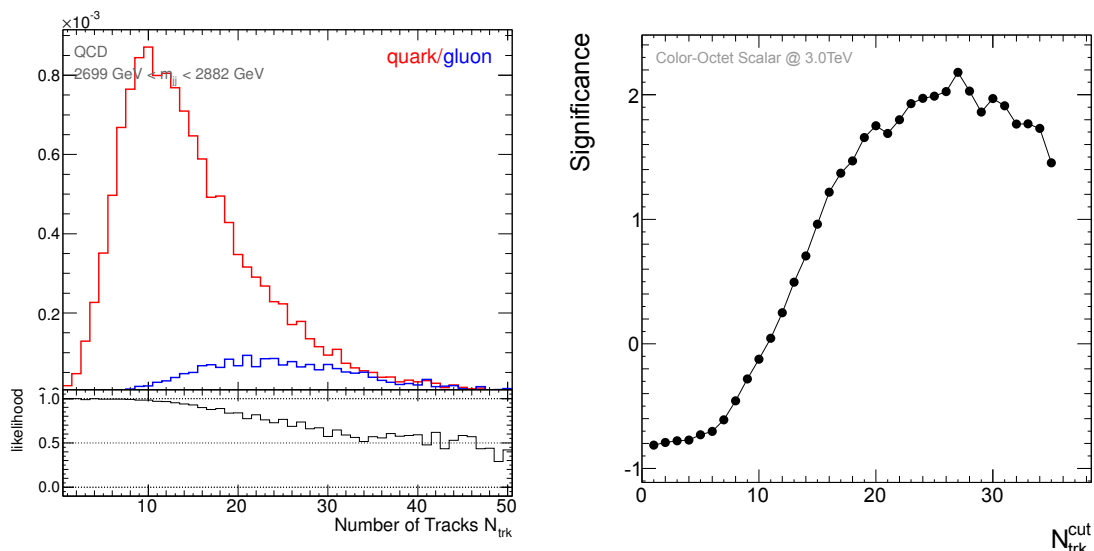 ×10⁻³
QCD
quark/gluon
2699 GeV < m_jj < 2882 GeV
0.8
0.6
0.4
0.2
likelihood
1.0
0.5
0.0
10 20 30 40 50
Number of Tracks N_trk
Significance
Color-Octet Scalar @ 3.0TeV
2
1
0
-1
0 10 20 30
N_trk^cut